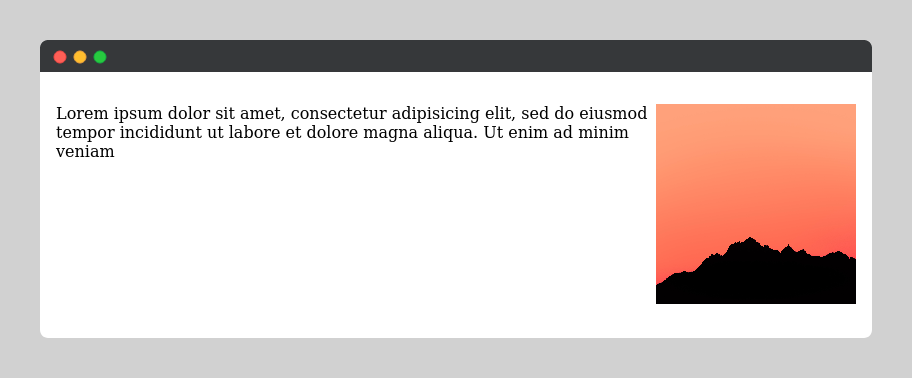 Lorem ipsum dolor sit amet, consectetur adipisicing elit, sed do eiusmod
tempor incididunt ut labore et dolore magna aliqua. Ut enim ad minim
veniam